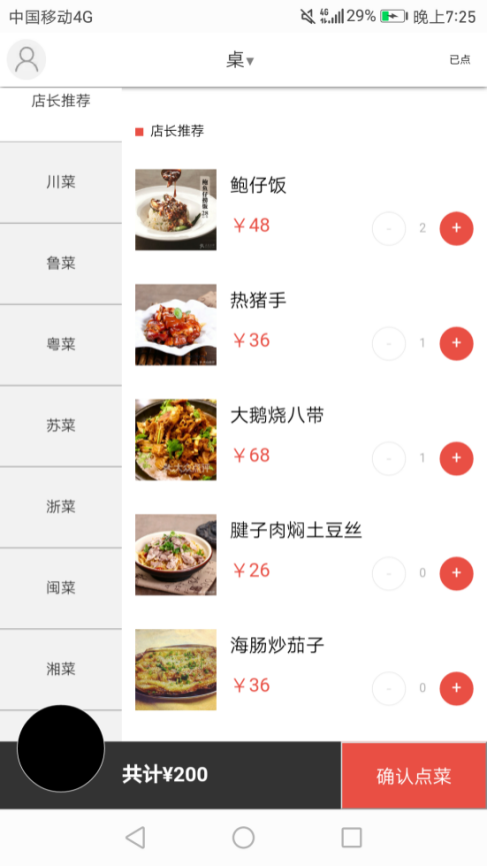 中国移动4G
4G 29% 晚上7:25
桌▾
已点
店长推荐
川菜
鲁菜
粤菜
苏菜
浙菜
闽菜
湘菜
店长推荐
鲍仔饭
￥48
- 2 +
热猪手
￥36
- 1 +
大鹅烧八带
￥68
- 1 +
腱子肉焖土豆丝
￥26
- 0 +
海肠炒茄子
￥36
- 0 +
共计¥200
确认点菜